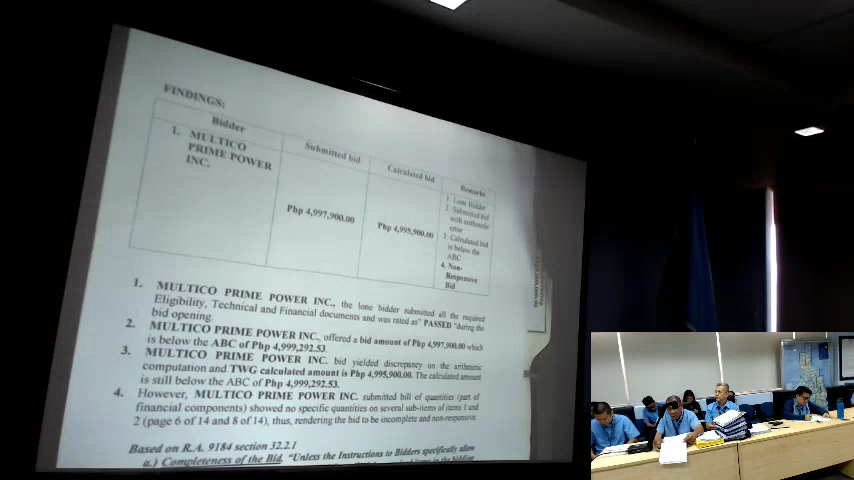 FINDINGS:
Bidder
Submitted bid
Calculated bid
Remarks
1. MULTICO
PRIME POWER
INC.
Php 4,997,900.00
Php 4,995,900.00
1. Lone Bidder
2. Submitted bid
with arithmetic
error
3. Calculated bid
is below the
ABC
4. Non-
Responsive
Bid
1. MULTICO PRIME POWER INC., the lone bidder submitted all the required
Eligibility, Technical and Financial documents and was rated as" PASSED "during the
bid opening.
2. MULTICO PRIME POWER INC., offered a bid amount of Php 4,997,900.00 which
is below the ABC of Php 4,999,292.53.
3. MULTICO PRIME POWER INC. bid yielded discrepancy on the arithmetic
computation and TWG calculated amount is Php 4,995,900.00. The calculated amount
is still below the ABC of Php 4,999,292.53.
4. However, MULTICO PRIME POWER INC. submitted bill of quantities (part of
financial components) showed no specific quantities on several sub-items of items 1 and
2 (page 6 of 14 and 8 of 14), thus, rendering the bid to be incomplete and non-responsive.
Based on R.A. 9184 section 32.2.1
a.) Completeness of the Bid. "Unless the Instructions to Bidders specifically allow